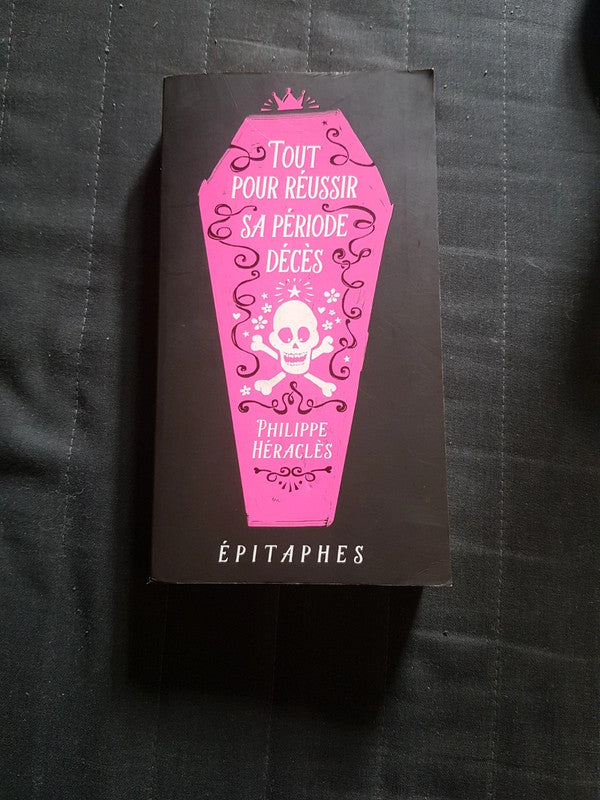 Tout
pour réussir
sa période
décès
Philippe
Héraclès
ÉPITAPHES